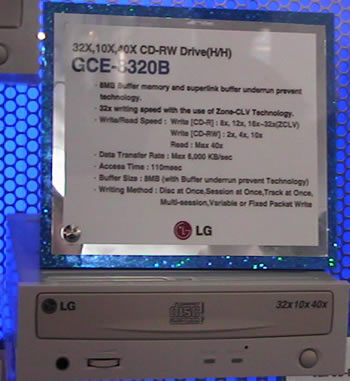 32X,10X,40X CD-RW Drive(H/H)
GCE-8320B
- 8MB Buffer memory and superlink buffer underrun prevent
technology.
- 32x writing speed with the use of Zone-CLV Technology.
- Write/Read Speed : Write [CD-R] : 8x, 12x, 16x~32x(ZCLV)
Write [CD-RW] : 2x, 4x, 10x
Read : Max 40x
- Data Transfer Rate : Max 6,000 KB/sec
- Access Time : 110msec
- Buffer Size : 8MB (with Buffer underrun prevent Technology)
- Writing Method : Disc at Once,Session at Once,Track at Once,
Multi-session,Variable or Fixed Packet Write
LG
LG
disc
32x10x40x